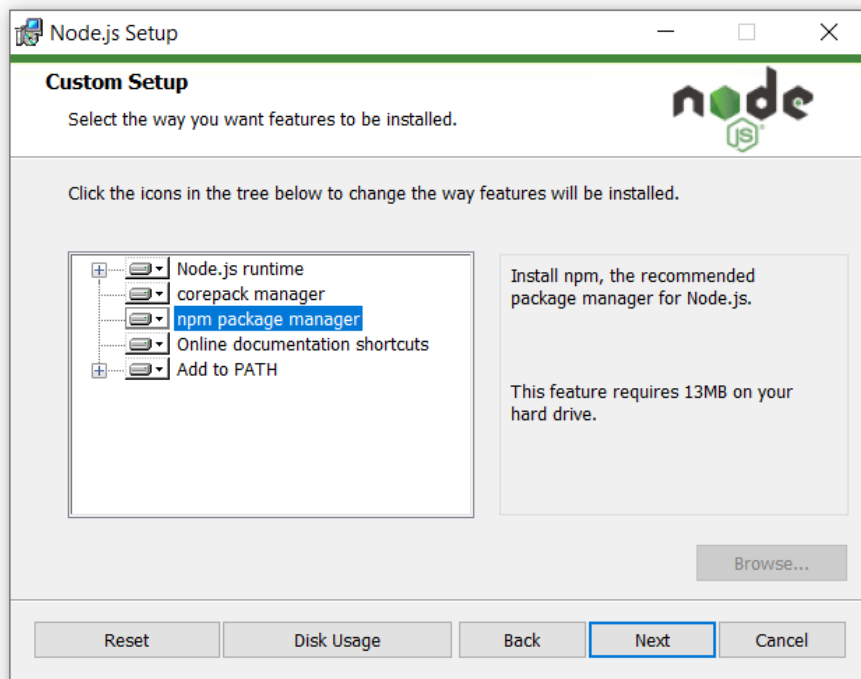 Node.js Setup
Custom Setup
Select the way you want features to be installed.
node
JS
Click the icons in the tree below to change the way features will be installed.
Node.js runtime
corepack manager
npm package manager
Online documentation shortcuts
Add to PATH
Install npm, the recommended
package manager for Node.js.
This feature requires 13MB on your
hard drive.
Browse...
Reset Disk Usage Back Next Cancel